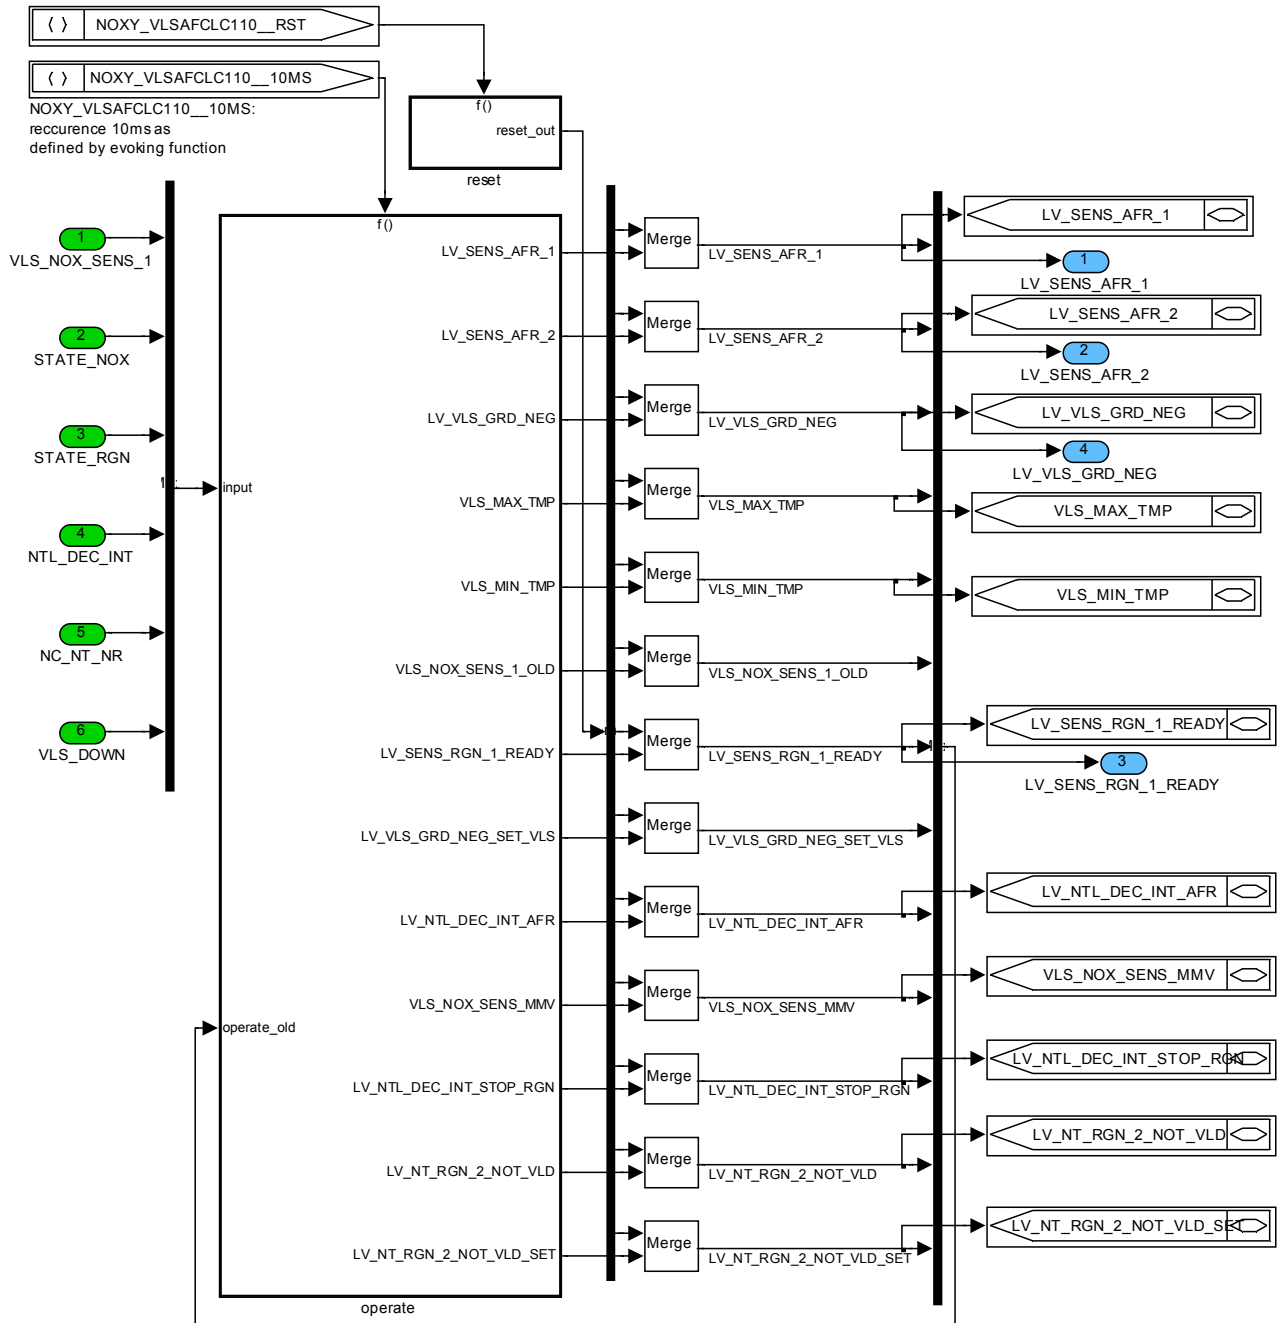 NOXY_VLSAFCLC110__RST
NOXY_VLSAFCLC110__10MS
NOXY_VLSAFCLC110__10MS:
reccurence 10ms as
defined by evoking function
f()
reset_out
reset
f()
1
VLS_NOX_SENS_1
2
STATE_NOX
3
STATE_RGN
4
NTL_DEC_INT
5
NC_NT_NR
6
VLS_DOWN
input
operate_old
operate
LV_SENS_AFR_1
Merge
LV_SENS_AFR_1
LV_SENS_AFR_1
1
LV_SENS_AFR_1
LV_SENS_AFR_2
Merge
LV_SENS_AFR_2
LV_SENS_AFR_2
2
LV_SENS_AFR_2
LV_VLS_GRD_NEG
Merge
LV_VLS_GRD_NEG
LV_VLS_GRD_NEG
4
LV_VLS_GRD_NEG
VLS_MAX_TMP
Merge
VLS_MAX_TMP
VLS_MAX_TMP
VLS_MIN_TMP
Merge
VLS_MIN_TMP
VLS_MIN_TMP
VLS_NOX_SENS_1_OLD
Merge
VLS_NOX_SENS_1_OLD
LV_SENS_RGN_1_READY
Merge
LV_SENS_RGN_1_READY
LV_SENS_RGN_1_READY
3
LV_SENS_RGN_1_READY
LV_VLS_GRD_NEG_SET_VLS
Merge
LV_VLS_GRD_NEG_SET_VLS
LV_NTL_DEC_INT_AFR
Merge
LV_NTL_DEC_INT_AFR
LV_NTL_DEC_INT_AFR
VLS_NOX_SENS_MMV
Merge
VLS_NOX_SENS_MMV
VLS_NOX_SENS_MMV
LV_NTL_DEC_INT_STOP_RGN
Merge
LV_NTL_DEC_INT_STOP_RGN
LV_NTL_DEC_INT_STOP_RGN
LV_NT_RGN_2_NOT_VLD
Merge
LV_NT_RGN_2_NOT_VLD
LV_NT_RGN_2_NOT_VLD
LV_NT_RGN_2_NOT_VLD_SET
Merge
LV_NT_RGN_2_NOT_VLD_SET
LV_NT_RGN_2_NOT_VLD_SET